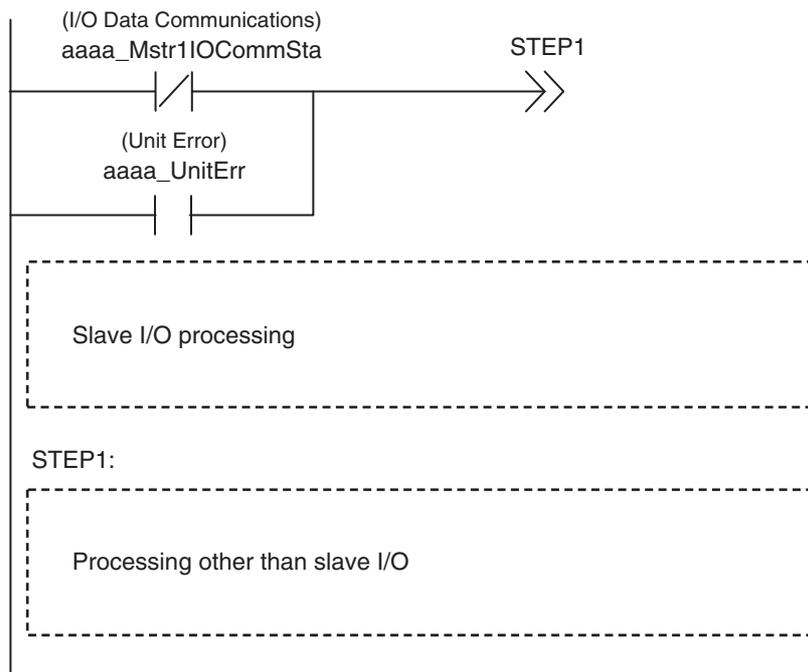 (I/O Data Communications)
aaaa_Mstr1IOCommSta
STEP1
(Unit Error)
aaaa_UnitErr
Slave I/O processing
STEP1:
Processing other than slave I/O